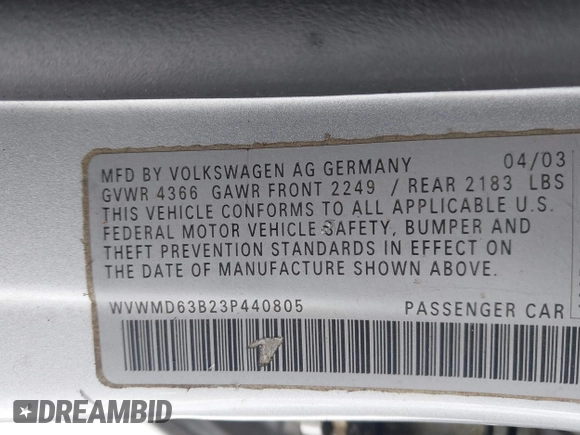 MFD BY VOLKSWAGEN AG GERMANY 04/03
GVWR 4366 GAWR FRONT 2249 / REAR 2183 LBS
THIS VEHICLE CONFORMS TO ALL APPLICABLE U.S.
FEDERAL MOTOR VEHICLE SAFETY, BUMPER AND
THEFT PREVENTION STANDARDS IN EFFECT ON
THE DATE OF MANUFACTURE SHOWN ABOVE.
WVWMD63B23P440805 PASSENGER CAR
DREAMBID